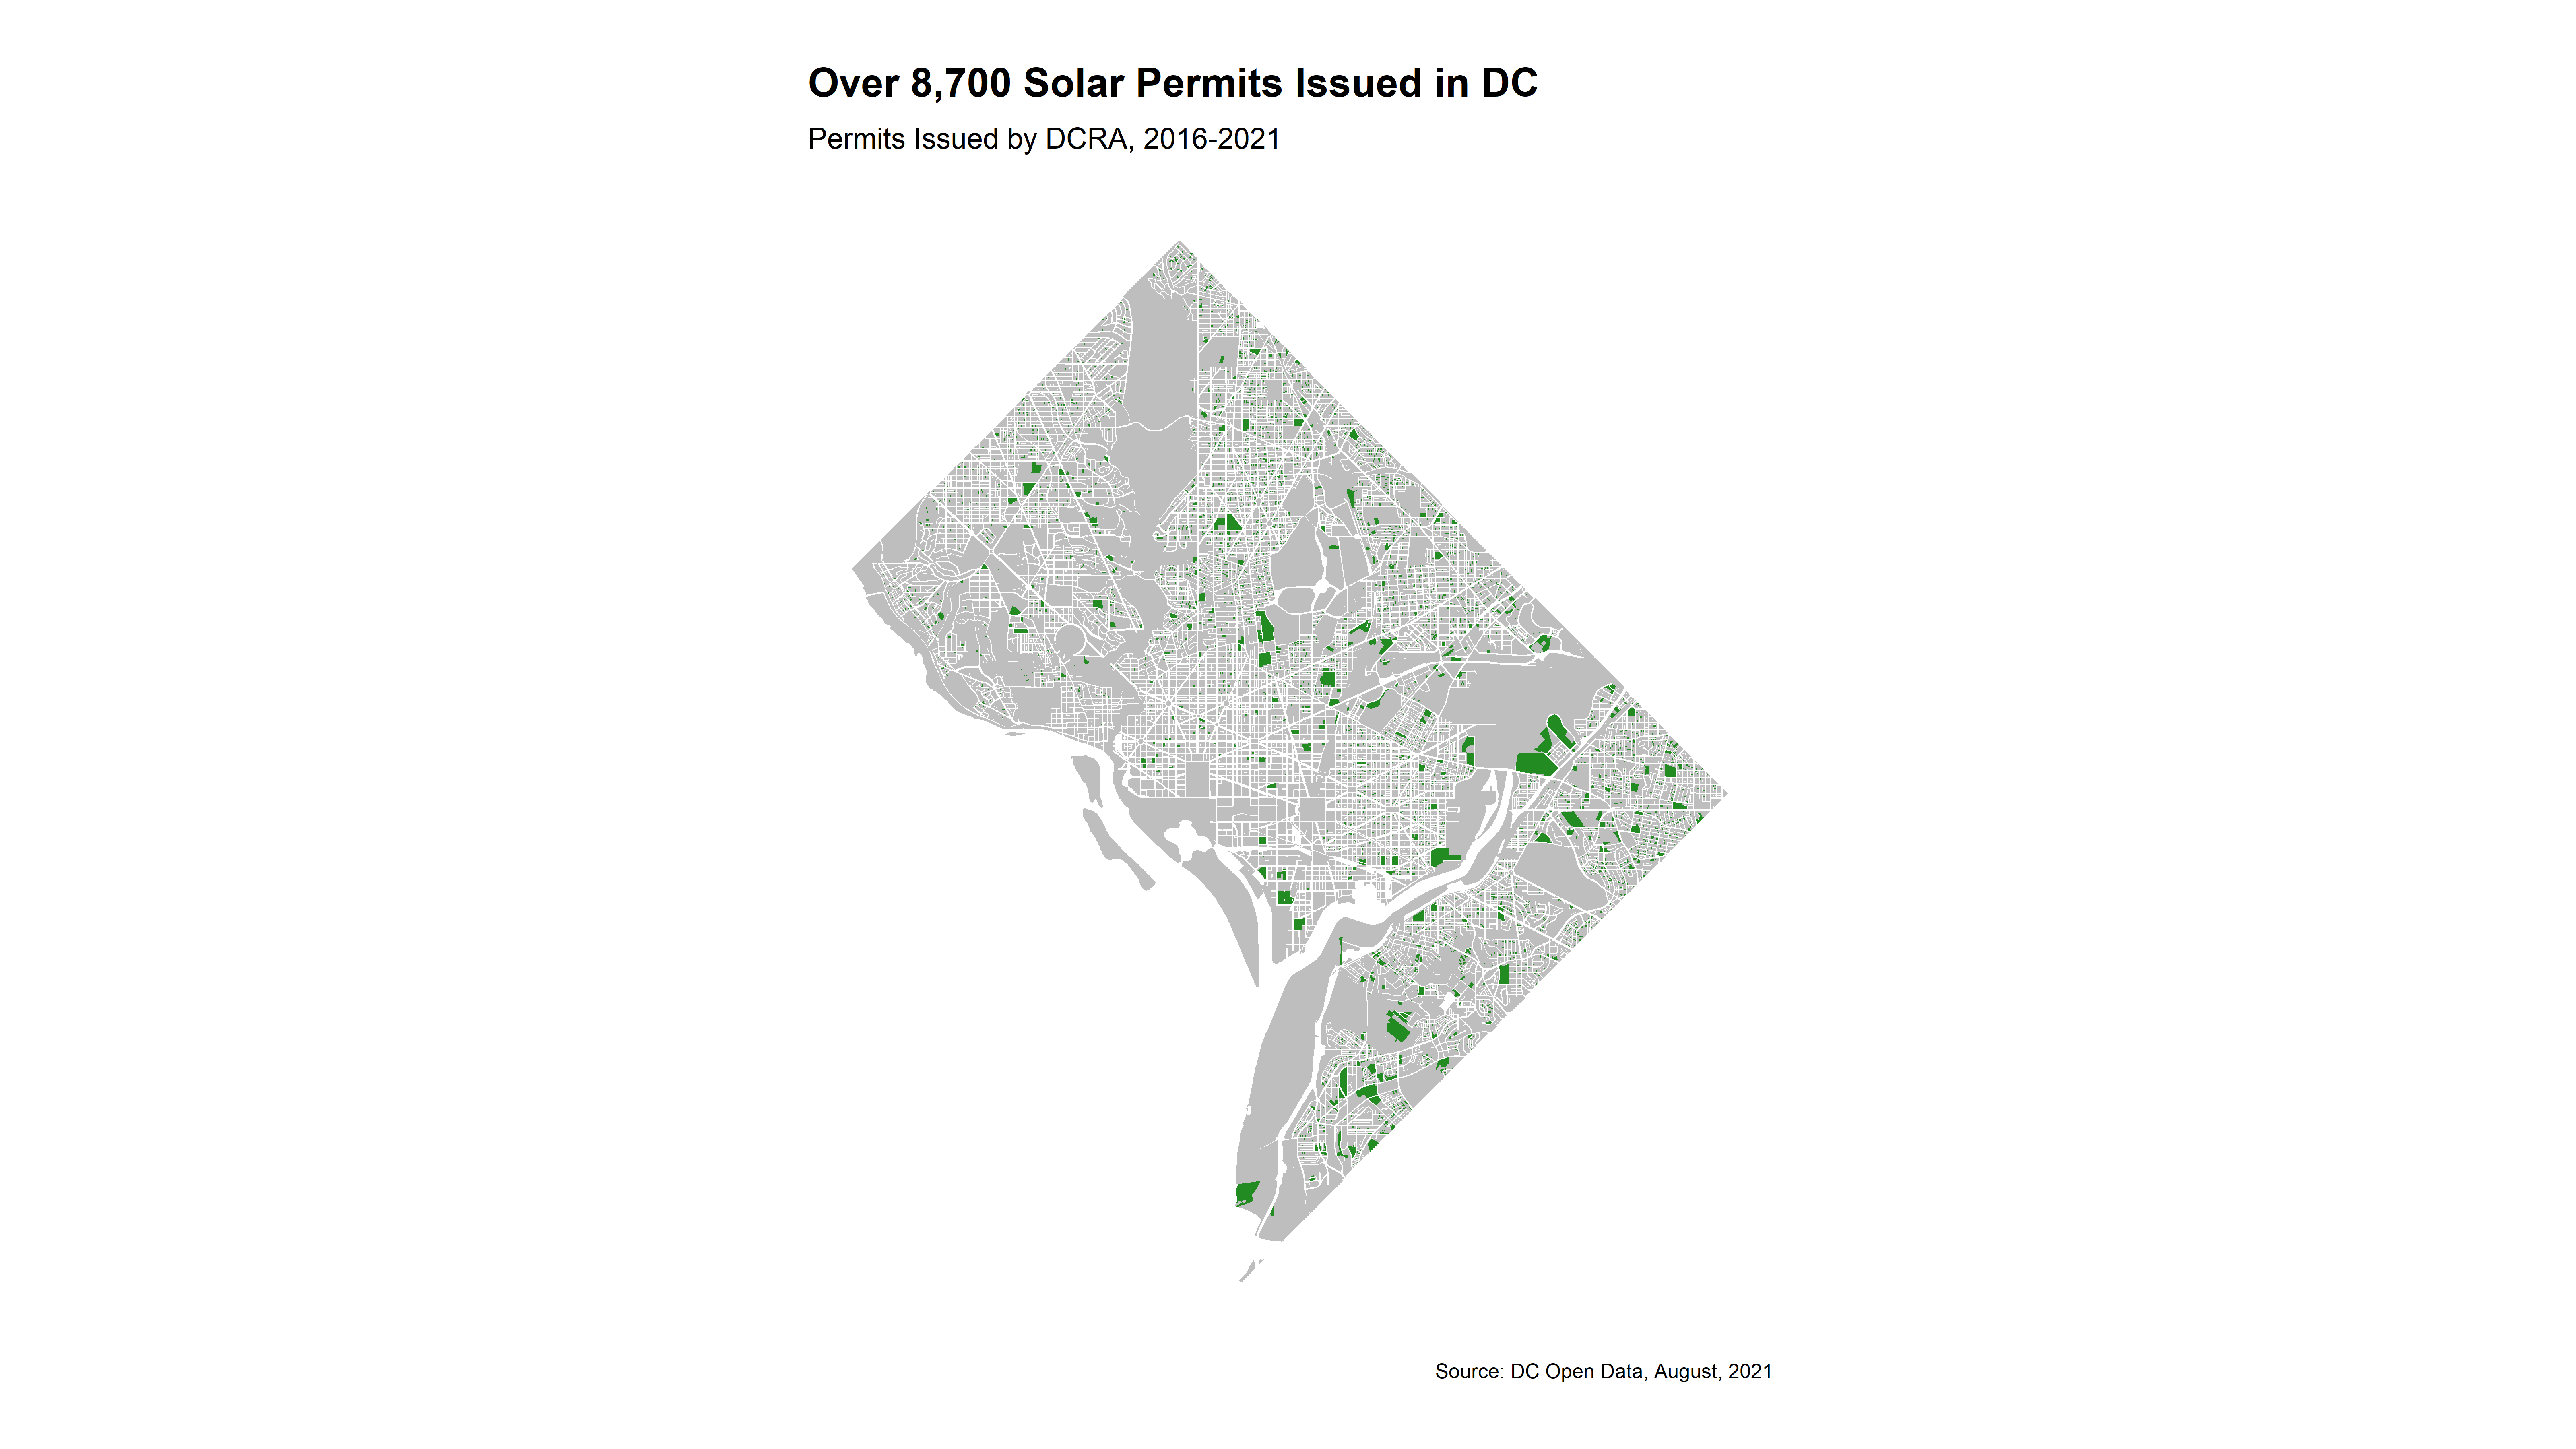 Over 8,700 Solar Permits Issued in DC
Permits Issued by DCRA, 2016-2021
Source: DC Open Data, August, 2021